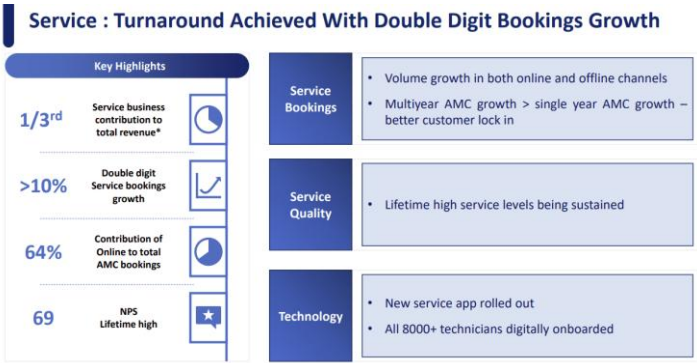 Service : Turnaround Achieved With Double Digit Bookings Growth
Key Highlights
1/3rd
Service business
contribution to
total revenue*
>10%
Double digit
Service bookings
growth
64%
Contribution of
Online to total
AMC bookings
69
NPS
Lifetime high
Service
Bookings
• Volume growth in both online and offline channels
• Multiyear AMC growth > single year AMC growth –
better customer lock in
Service
Quality
• Lifetime high service levels being sustained
Technology
• New service app rolled out
• All 8000+ technicians digitally onboarded